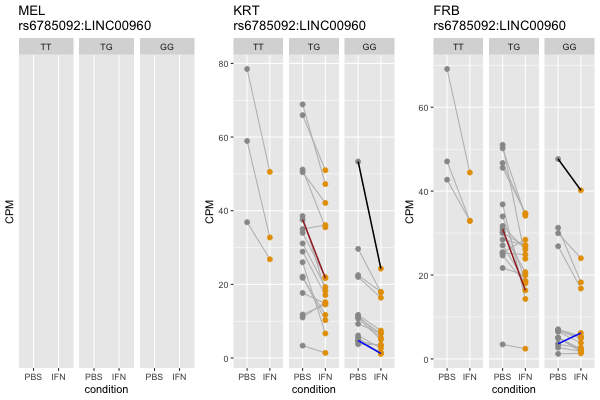 MEL
rs6785092:LINC00960
TT TG GG
CPM
PBS IFN PBS IFN PBS IFN
condition
KRT
rs6785092:LINC00960
TT TG GG
80
60
40
20
0
CPM
PBS IFN PBS IFN PBS IFN
condition
FRB
rs6785092:LINC00960
TT TG GG
60
40
20
0
CPM
PBS IFN PBS IFN PBS IFN
condition